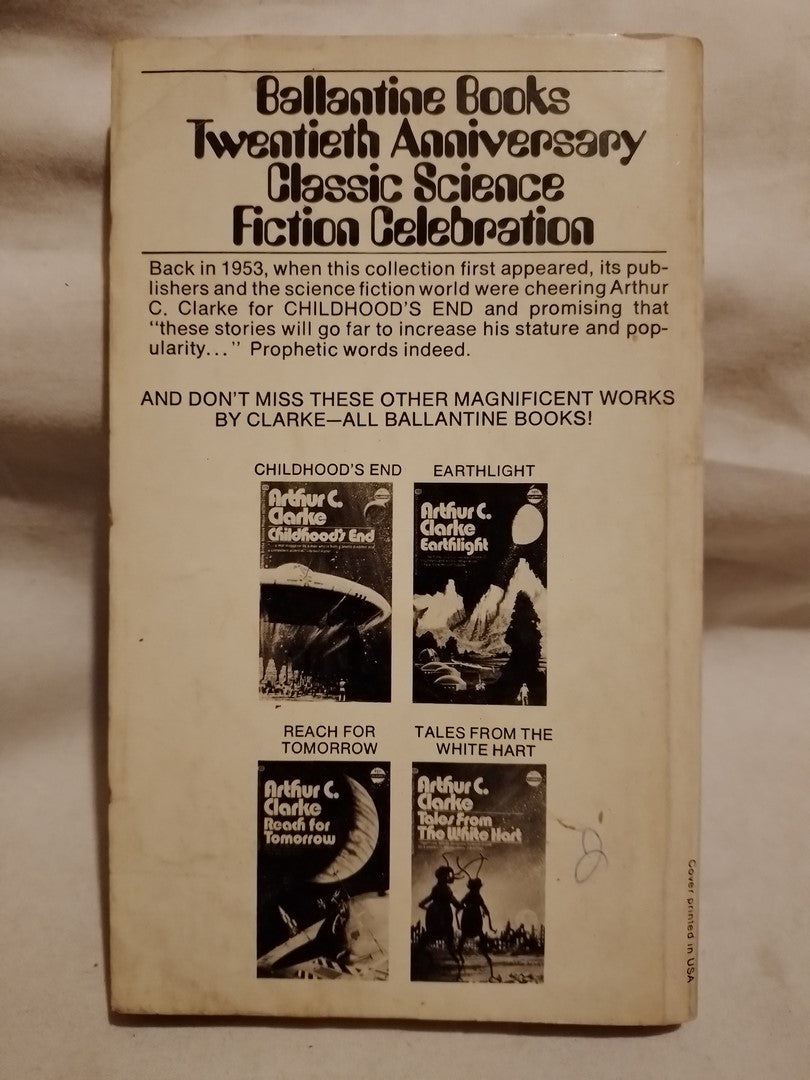 Ballantine Books
Twentieth Anniversary
Classic Science
Fiction Celebration
Back in 1953, when this collection first appeared, its pub-
lishers and the science fiction world were cheering Arthur
C. Clarke for CHILDHOOD'S END and promising that
"these stories will go far to increase his stature and pop-
ularity..." Prophetic words indeed.
AND DON'T MISS THESE OTHER MAGNIFICENT WORKS
BY CLARKE—ALL BALLANTINE BOOKS!
CHILDHOOD'S END
Arthur C.
Clarke
Childhood's End
EARTHLIGHT
Arthur C.
Clarke
Earthlight
REACH FOR
TOMORROW
Arthur C.
Clarke
Reach for
Tomorrow
TALES FROM THE
WHITE HART
Arthur C.
Clarke
Tales From
The White Hart
Cover printed in USA